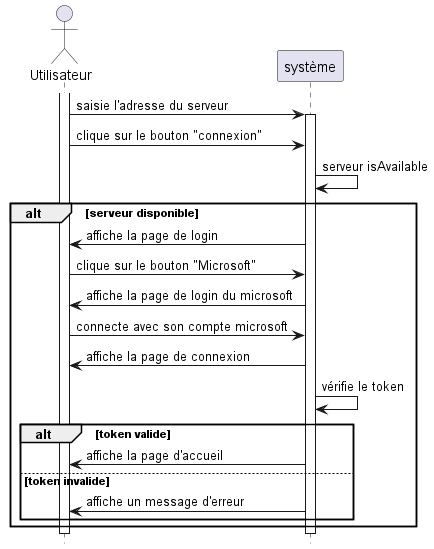 Utilisateur
système
saisie l'adresse du serveur
clique sur le bouton "connexion"
serveur isAvailable
alt [serveur disponible]
affiche la page de login
clique sur le bouton "Microsoft"
affiche la page de login du microsoft
connecte avec son compte microsoft
affiche la page de connexion
vérifie le token
alt [token valide]
affiche la page d'accueil
[token invalide]
affiche un message d'erreur